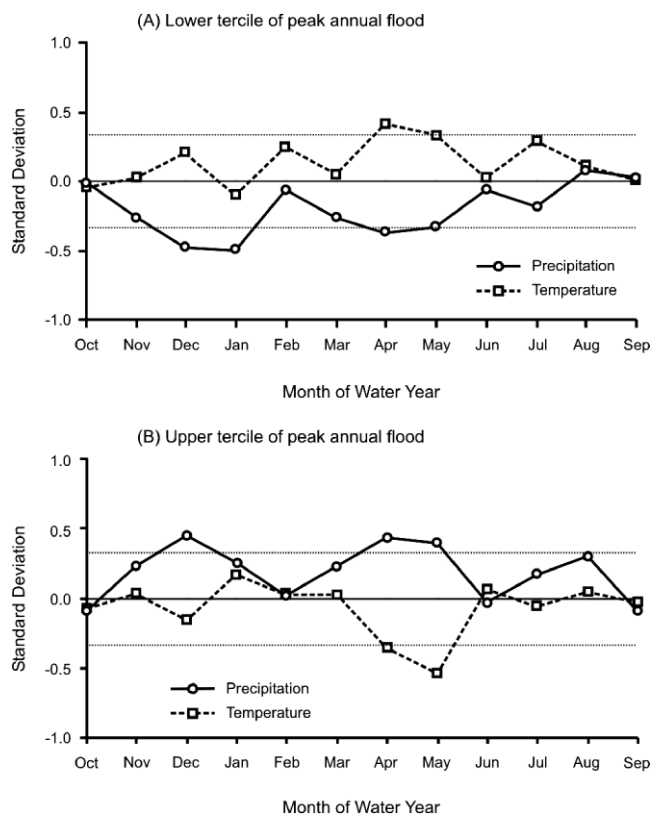 (A) Lower tercile of peak annual flood
1.0
0.5
0.0
-0.5
-1.0
Standard Deviation
Precipitation
Temperature
Oct Nov Dec Jan Feb Mar Apr May Jun Jul Aug Sep
Month of Water Year
(B) Upper tercile of peak annual flood
1.0
0.5
0.0
-0.5
-1.0
Standard Deviation
Precipitation
Temperature
Oct Nov Dec Jan Feb Mar Apr May Jun Jul Aug Sep
Month of Water Year